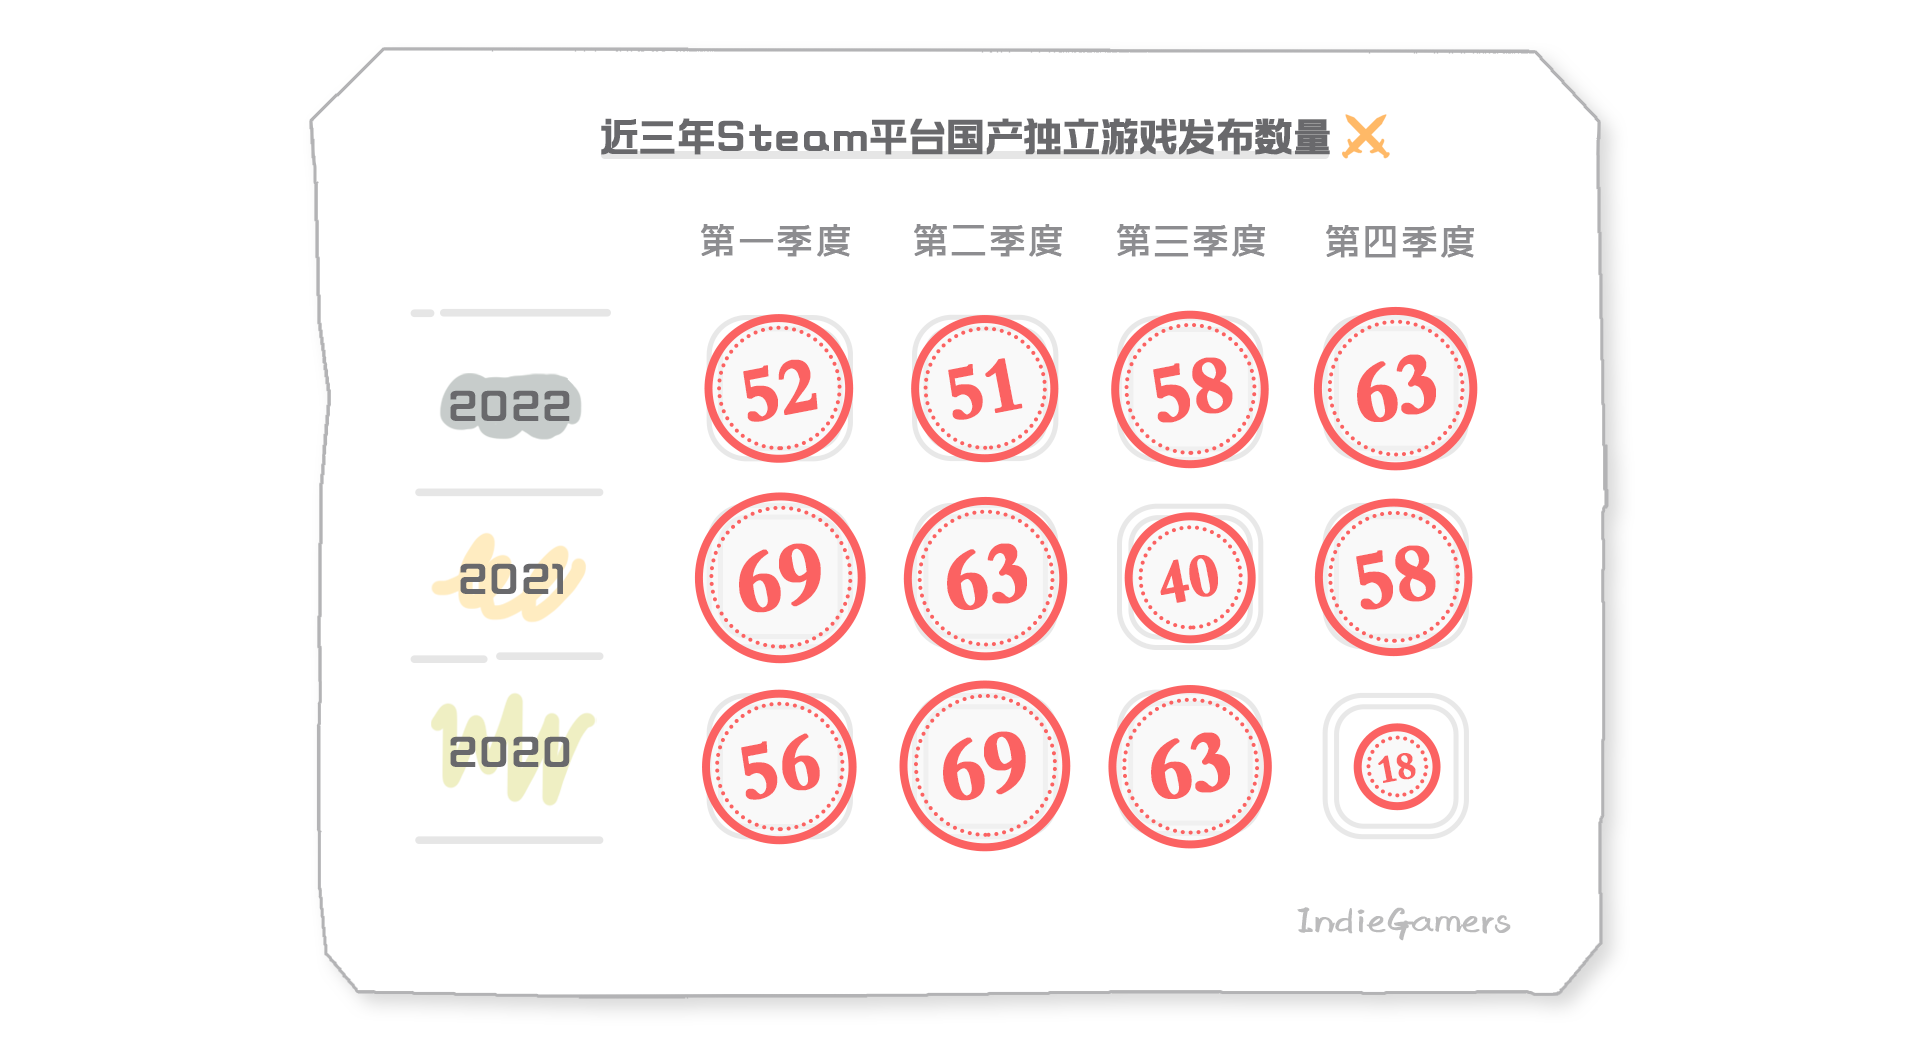 近三年Steam平台国产独立游戏发布数量
第一季度 第二季度 第三季度 第四季度
2022 52 51 58 63
2021 69 63 40 58
2020 56 69 63 18
IndieGamers